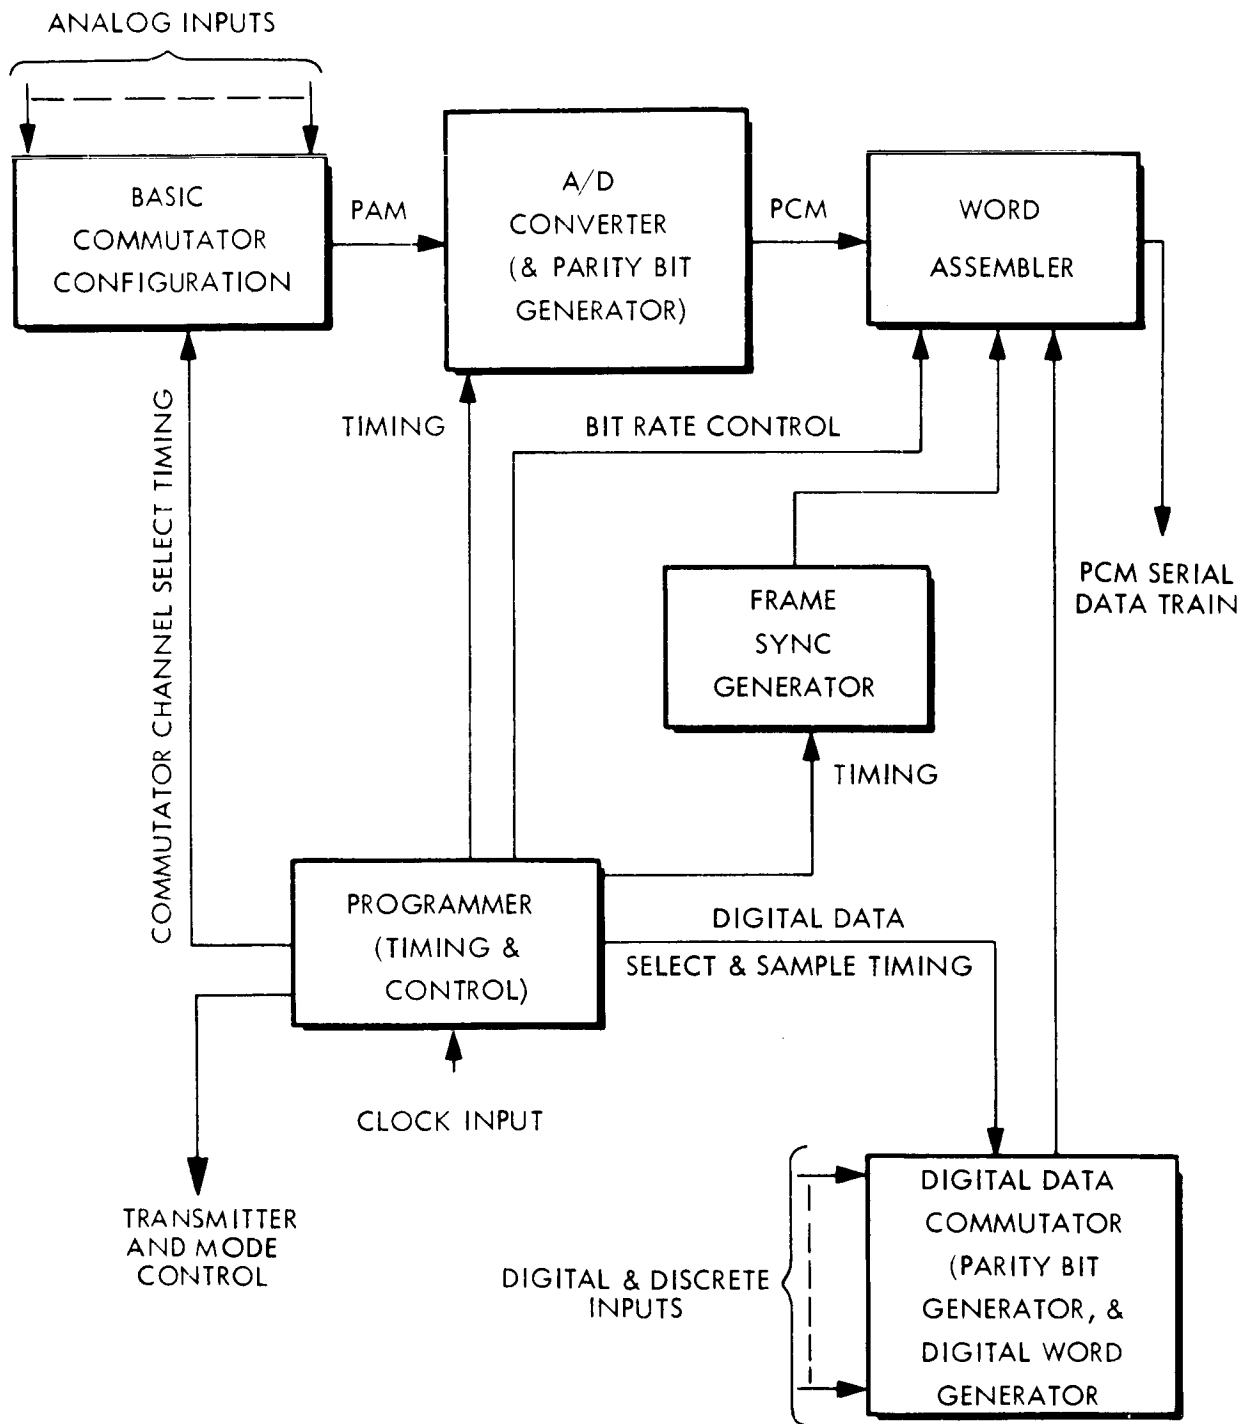 ANALOG INPUTS
BASIC
COMMUTATOR
CONFIGURATION
PAM
A/D
CONVERTER
(& PARITY BIT
GENERATOR)
PCM
WORD
ASSEMBLER
COMMUTATOR CHANNEL SELECT TIMING
TIMING
BIT RATE CONTROL
FRAME
SYNC
GENERATOR
PCM SERIAL
DATA TRAIN
TIMING
PROGRAMMER
(TIMING &
CONTROL)
DIGITAL DATA
SELECT & SAMPLE TIMING
CLOCK INPUT
TRANSMITTER
AND MODE
CONTROL
DIGITAL & DISCRETE
INPUTS
DIGITAL DATA
COMMUTATOR
(PARITY BIT
GENERATOR, &
DIGITAL WORD
GENERATOR